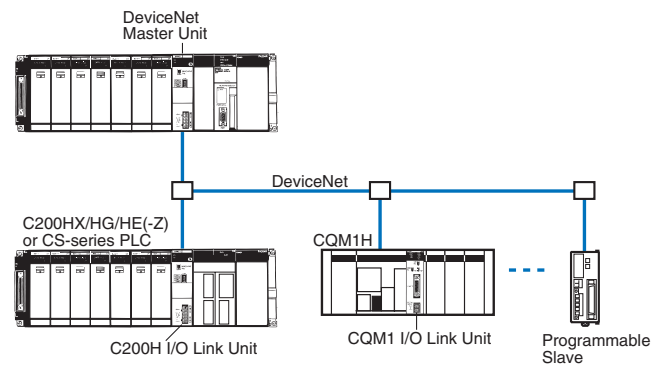 DeviceNet
Master Unit
DeviceNet
C200HX/HG/HE(-Z)
or CS-series PLC
CQM1H
C200H I/O Link Unit
CQM1 I/O Link Unit
Programmable
Slave